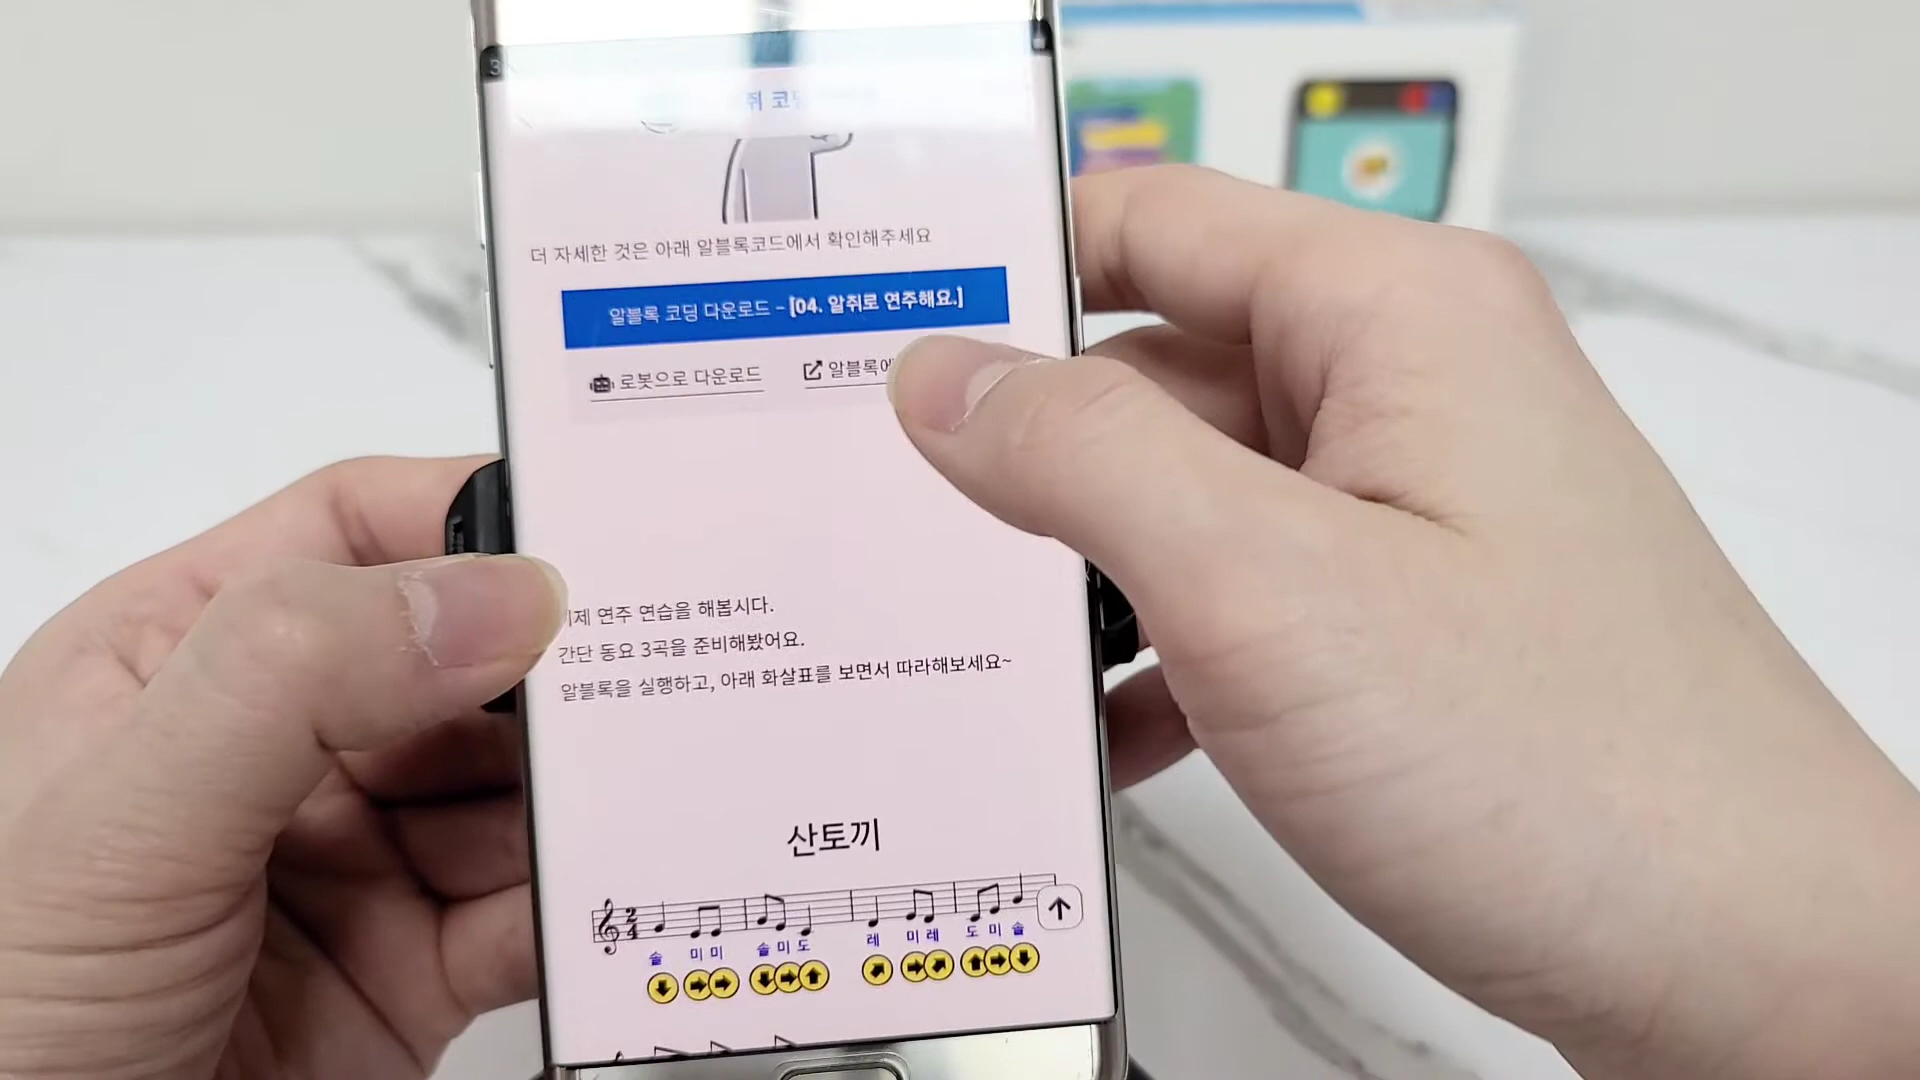 쥐 코딩
더 자세한 것은 아래 알블록코드에서 확인해주세요
알블록 코딩 다운로드 - [04. 알쥐로 연주해요.]
로봇으로 다운로드
알블록에
연주 연습을 해봅시다.
간단 동요 3곡을 준비해봤어요.
알블록을 실행하고, 아래 화살표를 보면서 따라해보세요~
산토끼
2
4
솔 미미 솔미도 레 미레 도미솔